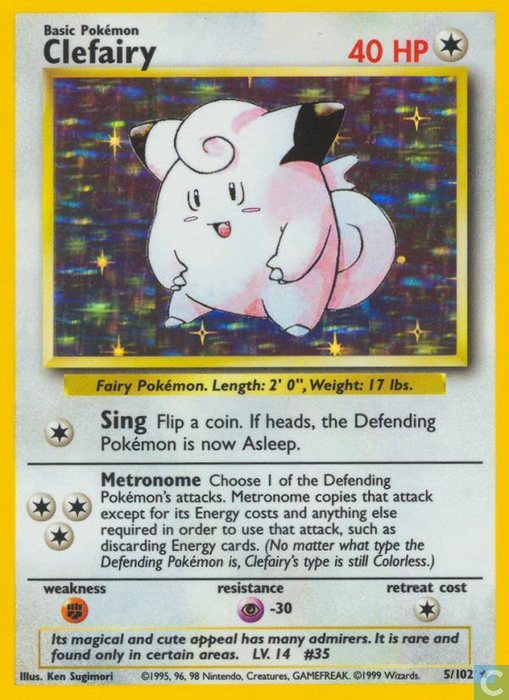 Basic Pokémon
Clefairy
40 HP
Fairy Pokémon. Length: 2' 0", Weight: 17 lbs.
Sing Flip a coin. If heads, the Defending
Pokémon is now Asleep.
Metronome Choose 1 of the Defending
Pokémon's attacks. Metronome copies that attack
except for its Energy costs and anything else
required in order to use that attack, such as
discarding Energy cards. (No matter what type the
Defending Pokémon is, Clefairy's type is still Colorless.)
weakness resistance retreat cost
-30
Its magical and cute appeal has many admirers. It is rare and
found only in certain areas. LV. 14 #35
Illus. Ken Sugimori ©1995, 96, 98 Nintendo, Creatures, GAMEFREAK. ©1999 Wizards. 5/102 ★
C